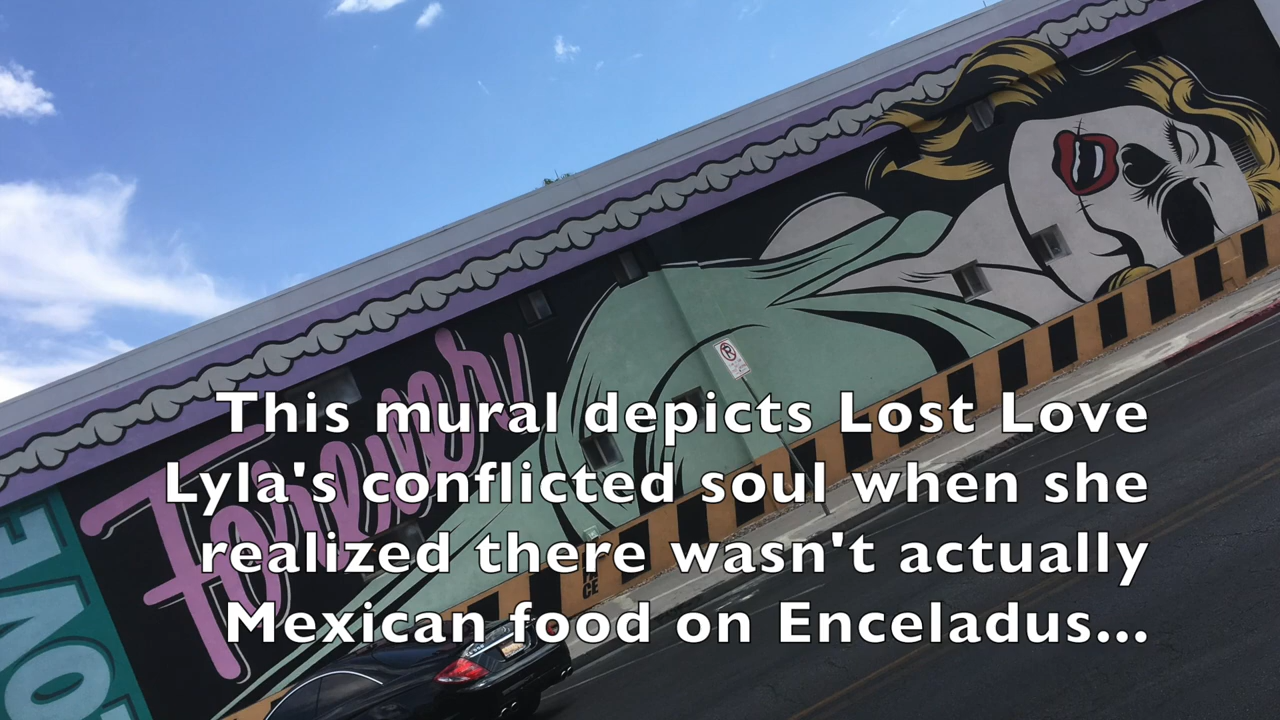 LOVE
Forever
This mural depicts Lost Love
Lyla's conflicted soul when she
realized there wasn't actually
Mexican food on Enceladus...